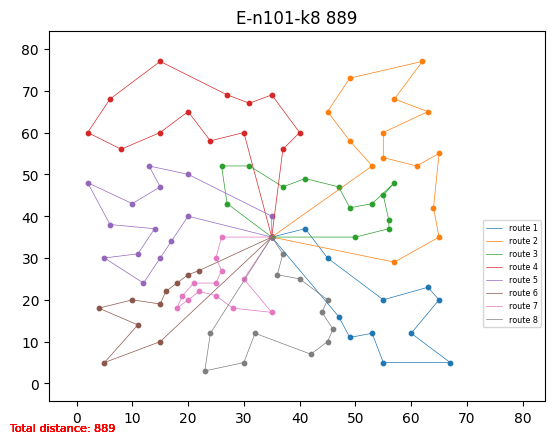 E-n101-k8 889
80
70
60
50
40
30
20
10
0
0 10 20 30 40 50 60 70 80
route 1
route 2
route 3
route 4
route 5
route 6
route 7
route 8
Total distance: 889